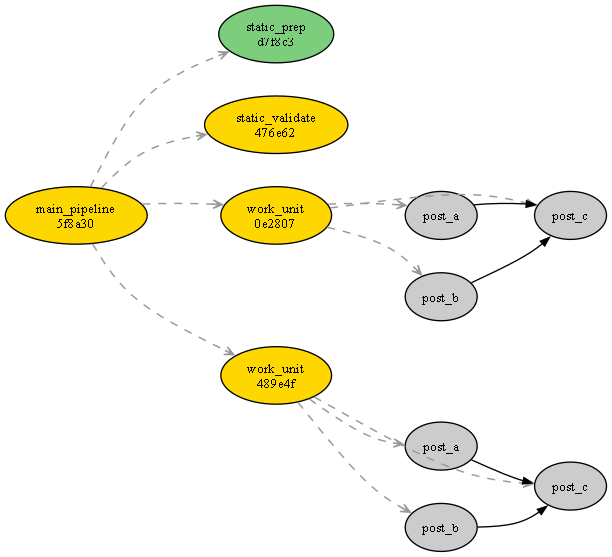 static_prep
d7f8c3
static_validate
476e62
main_pipeline
5f8a30
work_unit
0e2807
post_a
post_c
post_b
work_unit
489e4f
post_a
post_c
post_b